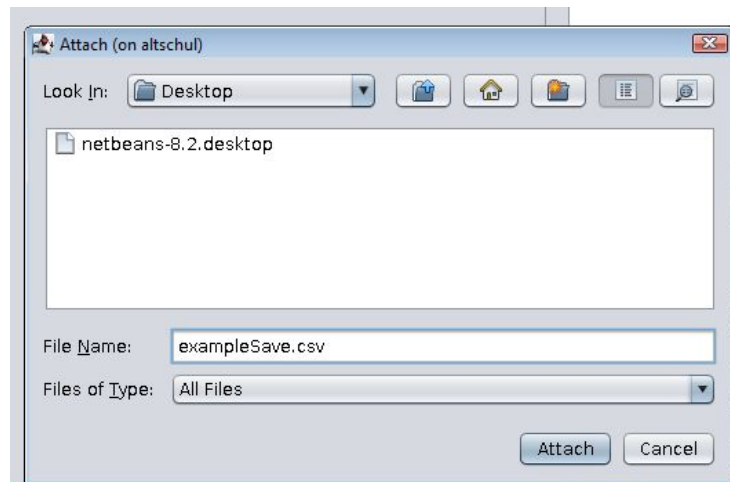 Attach (on altschul)
Look In: Desktop
netbeans-8.2.desktop
File Name: exampleSave.csv
Files of Type: All Files
Attach Cancel